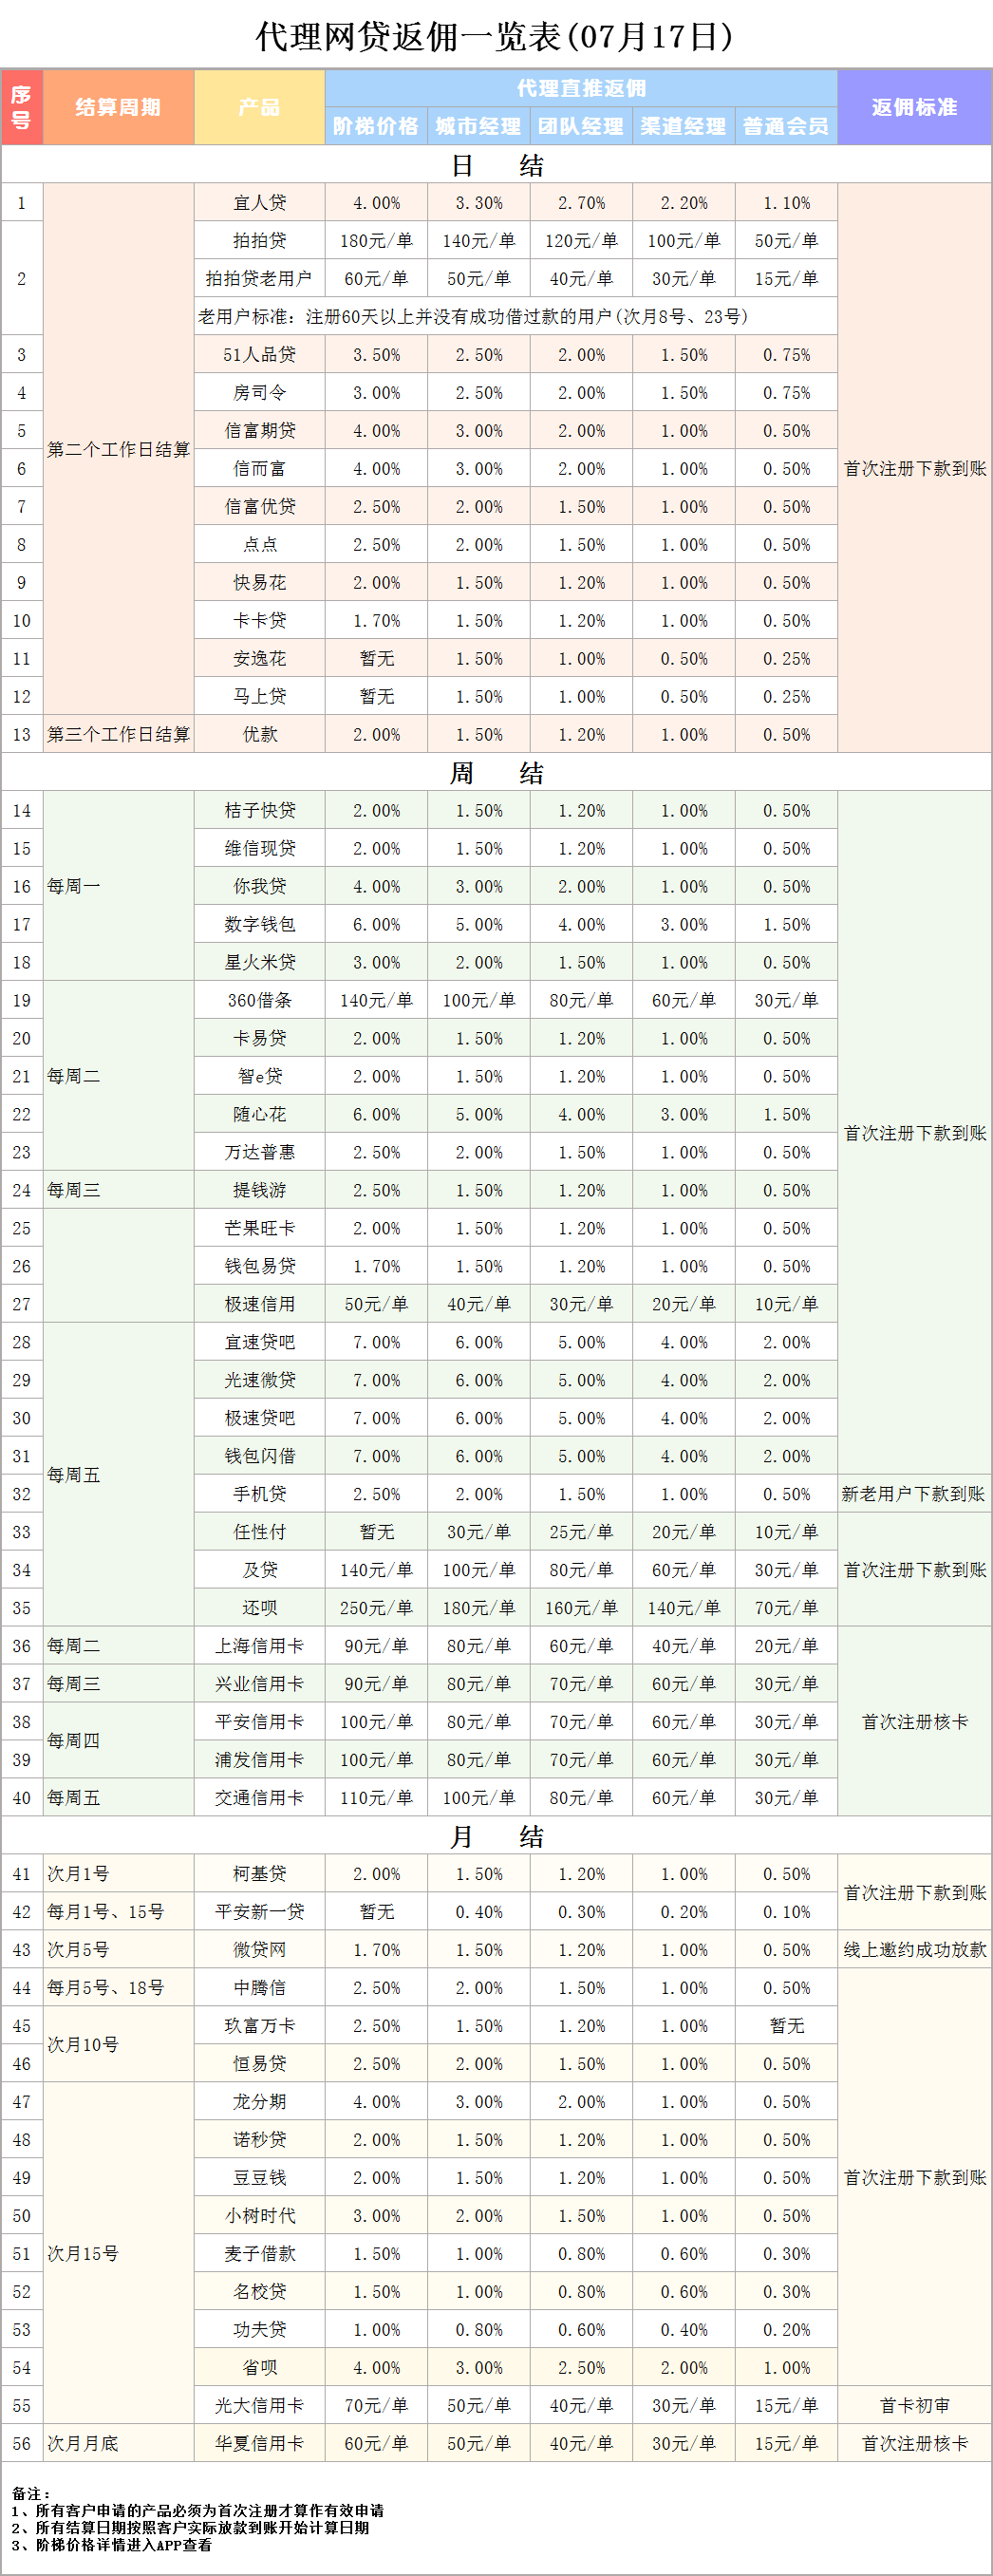 代理网贷返佣一览表(07月17日)
序号 结算周期 产品 代理直推返佣 返佣标准
阶梯价格 城市经理 团队经理 渠道经理 普通会员
日 结
1 宜人贷 4.00% 3.30% 2.70% 2.20% 1.10%
拍拍贷 180元/单 140元/单 120元/单 100元/单 50元/单
2 拍拍贷老用户 60元/单 50元/单 40元/单 30元/单 15元/单
老用户标准：注册60天以上并没有成功借过款的用户(次月8号、23号)
3 51人品贷 3.50% 2.50% 2.00% 1.50% 0.75%
4 房司令 3.00% 2.50% 2.00% 1.50% 0.75%
5 第二个工作日结算 信富期贷 4.00% 3.00% 2.00% 1.00% 0.50%
6 信而富 4.00% 3.00% 2.00% 1.00% 0.50% 首次注册下款到账
7 信富优贷 2.50% 2.00% 1.50% 1.00% 0.50%
8 点点 2.50% 2.00% 1.50% 1.00% 0.50%
9 快易花 2.00% 1.50% 1.20% 1.00% 0.50%
10 卡卡贷 1.70% 1.50% 1.20% 1.00% 0.50%
11 安逸花 暂无 1.50% 1.00% 0.50% 0.25%
12 马上贷 暂无 1.50% 1.00% 0.50% 0.25%
13 第三个工作日结算 优款 2.00% 1.50% 1.20% 1.00% 0.50%
周 结
14 桔子快贷 2.00% 1.50% 1.20% 1.00% 0.50%
15 维信现贷 2.00% 1.50% 1.20% 1.00% 0.50%
16 每周一 你我贷 4.00% 3.00% 2.00% 1.00% 0.50%
17 数字钱包 6.00% 5.00% 4.00% 3.00% 1.50%
18 星火米贷 3.00% 2.00% 1.50% 1.00% 0.50%
19 360借条 140元/单 100元/单 80元/单 60元/单 30元/单
20 卡易贷 2.00% 1.50% 1.20% 1.00% 0.50%
21 每周二 智e贷 2.00% 1.50% 1.20% 1.00% 0.50%
22 随心花 6.00% 5.00% 4.00% 3.00% 1.50% 首次注册下款到账
23 万达普惠 2.50% 2.00% 1.50% 1.00% 0.50%
24 每周三 提钱游 2.50% 1.50% 1.20% 1.00% 0.50%
25 芒果旺卡 2.00% 1.50% 1.20% 1.00% 0.50%
26 钱包易贷 1.70% 1.50% 1.20% 1.00% 0.50%
27 极速信用 50元/单 40元/单 30元/单 20元/单 10元/单
28 宜速贷吧 7.00% 6.00% 5.00% 4.00% 2.00%
29 光速微贷 7.00% 6.00% 5.00% 4.00% 2.00%
30 极速贷吧 7.00% 6.00% 5.00% 4.00% 2.00%
31 每周五 钱包闪借 7.00% 6.00% 5.00% 4.00% 2.00%
32 手机贷 2.50% 2.00% 1.50% 1.00% 0.50% 新老用户下款到账
33 任性付 暂无 30元/单 25元/单 20元/单 10元/单
34 及贷 140元/单 100元/单 80元/单 60元/单 30元/单 首次注册下款到账
35 还呗 250元/单 180元/单 160元/单 140元/单 70元/单
36 每周二 上海信用卡 90元/单 80元/单 60元/单 40元/单 20元/单
37 每周三 兴业信用卡 90元/单 80元/单 70元/单 60元/单 30元/单
38 每周四 平安信用卡 100元/单 80元/单 70元/单 60元/单 30元/单 首次注册核卡
39 浦发信用卡 100元/单 80元/单 70元/单 60元/单 30元/单
40 每周五 交通信用卡 110元/单 100元/单 80元/单 60元/单 30元/单
月 结
41 次月1号 柯基贷 2.00% 1.50% 1.20% 1.00% 0.50% 首次注册下款到账
42 每月1号、15号 平安新一贷 暂无 0.40% 0.30% 0.20% 0.10%
43 次月5号 微贷网 1.70% 1.50% 1.20% 1.00% 0.50% 线上邀约成功放款
44 每月5号、18号 中腾信 2.50% 2.00% 1.50% 1.00% 0.50%
45 次月10号 玖富万卡 2.50% 1.50% 1.20% 1.00% 暂无
46 恒易贷 2.50% 2.00% 1.50% 1.00% 0.50%
47 龙分期 4.00% 3.00% 2.00% 1.00% 0.50%
48 诺秒贷 2.00% 1.50% 1.20% 1.00% 0.50%
49 豆豆钱 2.00% 1.50% 1.20% 1.00% 0.50% 首次注册下款到账
50 小树时代 3.00% 2.00% 1.50% 1.00% 0.50%
51 次月15号 麦子借款 1.50% 1.00% 0.80% 0.60% 0.30%
52 名校贷 1.50% 1.00% 0.80% 0.60% 0.30%
53 功夫贷 1.00% 0.80% 0.60% 0.40% 0.20%
54 省呗 4.00% 3.00% 2.50% 2.00% 1.00%
55 光大信用卡 70元/单 50元/单 40元/单 30元/单 15元/单 首卡初审
56 次月月底 华夏信用卡 60元/单 50元/单 40元/单 30元/单 15元/单 首次注册核卡
备注：
1、所有客户申请的产品必须为首次注册才算作有效申请
2、所有结算日期按照客户实际放款到账开始计算日期
3、阶梯价格详情进入APP查看